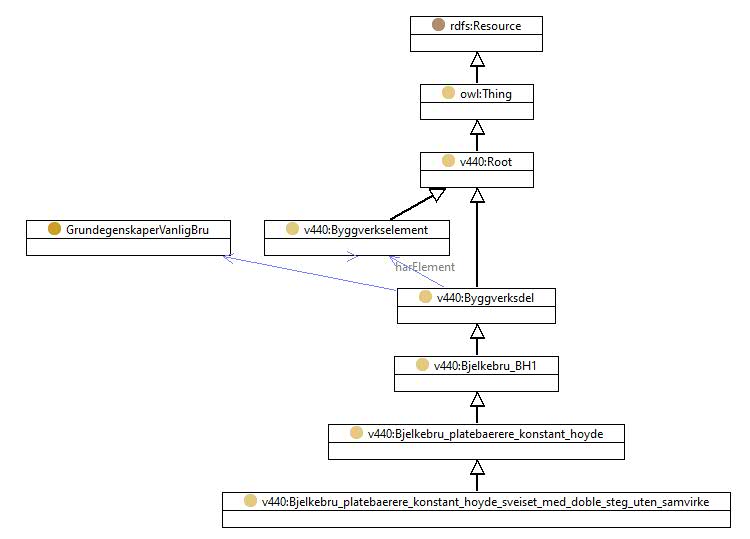 rdfs:Resource
owl:Thing
v440:Root
GrundegenskaperVanligBru
v440:Byggverkselement
harElement
v440:Byggverksdel
v440:Bjelkebru_BH1
v440:Bjelkebru_platebaerere_konstant_hoyde
v440:Bjelkebru_platebaerere_konstant_hoyde_sveiset_med_doble_steg_uten_samvirke